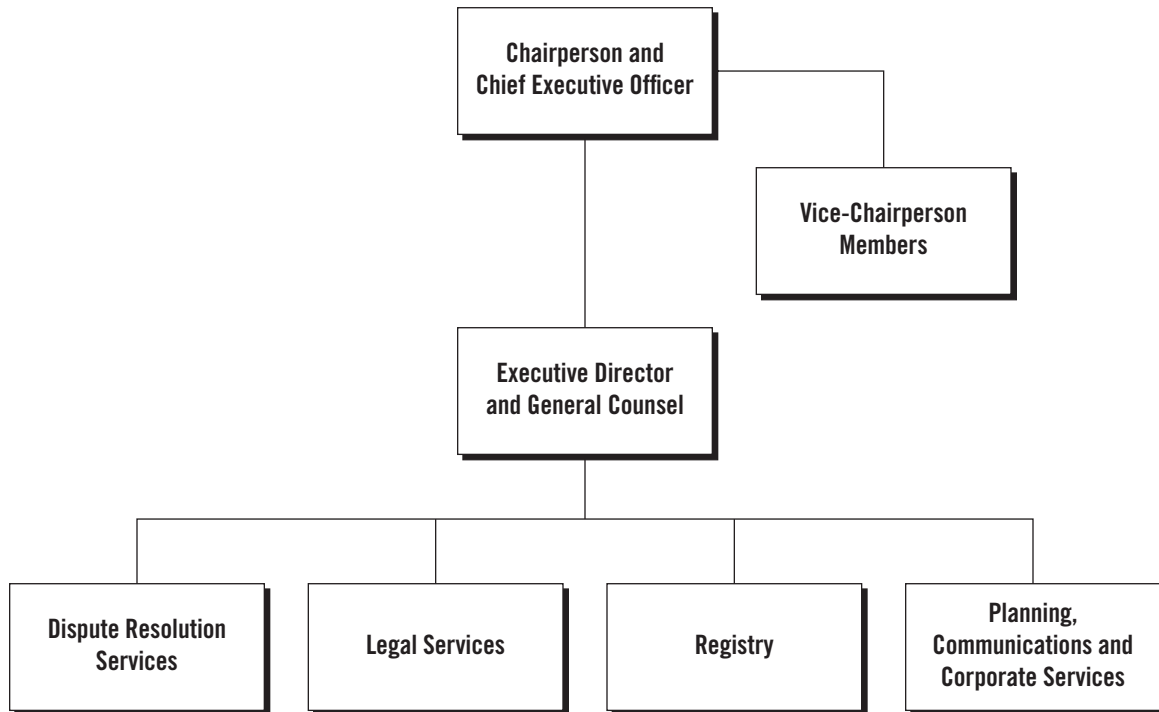 Chairperson and
Chief Executive Officer
Vice-Chairperson
Members
Executive Director
and General Counsel
Dispute Resolution
Services
Legal Services
Registry
Planning,
Communications and
Corporate Services